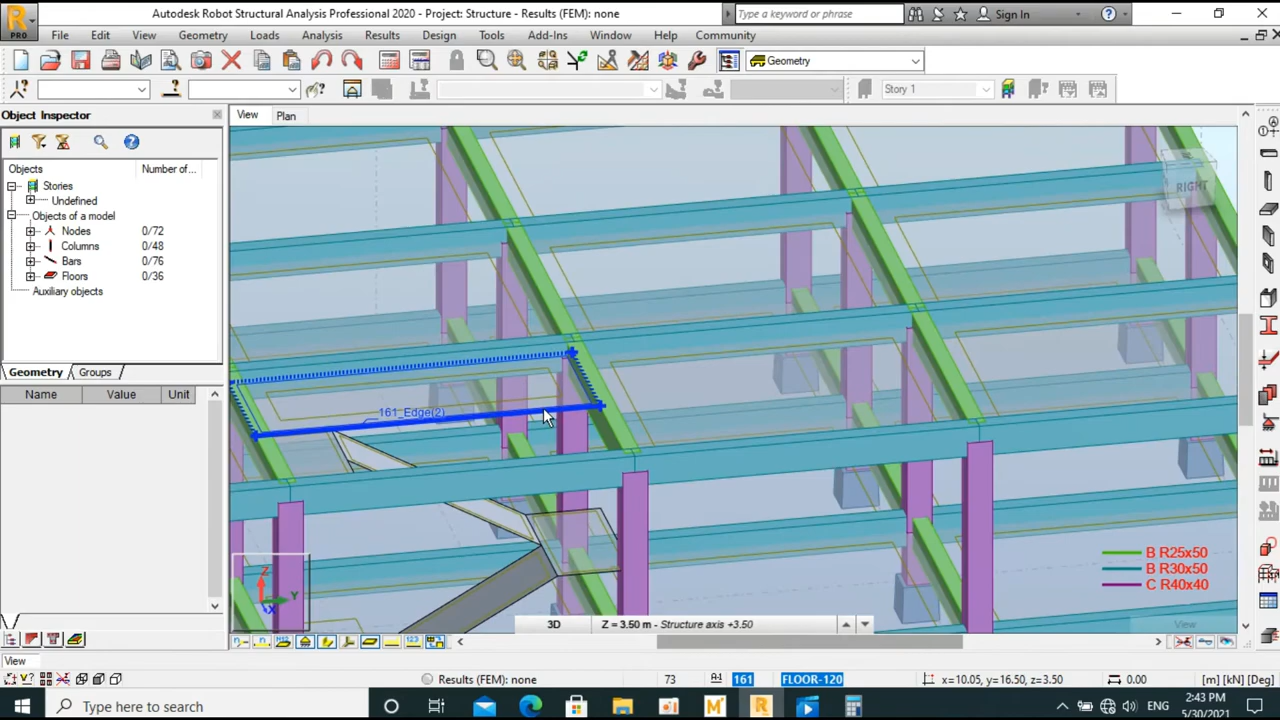 Autodesk Robot Structural Analysis Professional 2020 - Project: Structure - Results (FEM): none
Type a keyword or phrase
Sign In
PRO
File Edit View Geometry Loads Analysis Results Design Tools Add-Ins Window Help Community
Geometry
Story 1
Object Inspector
View Plan
Objects Number of...
Stories
Undefined
Objects of a model
Nodes 0/72
Columns 0/48
Bars 0/76
Floors 0/36
Auxiliary objects
Geometry Groups
Name Value Unit
RIGHT
161_Edge(2)
B R25x50
B R30x50
C R40x40
Z
Y
X
3D Z = 3.50 m - Structure axis +3.50
View
View
Results (FEM): none 73 161 FLOOR-120 x=10.05, y=16.50, z=3.50 0.00 [m] [kN] [Deg]
Type here to search
ENG
2:43 PM
5/30/2021